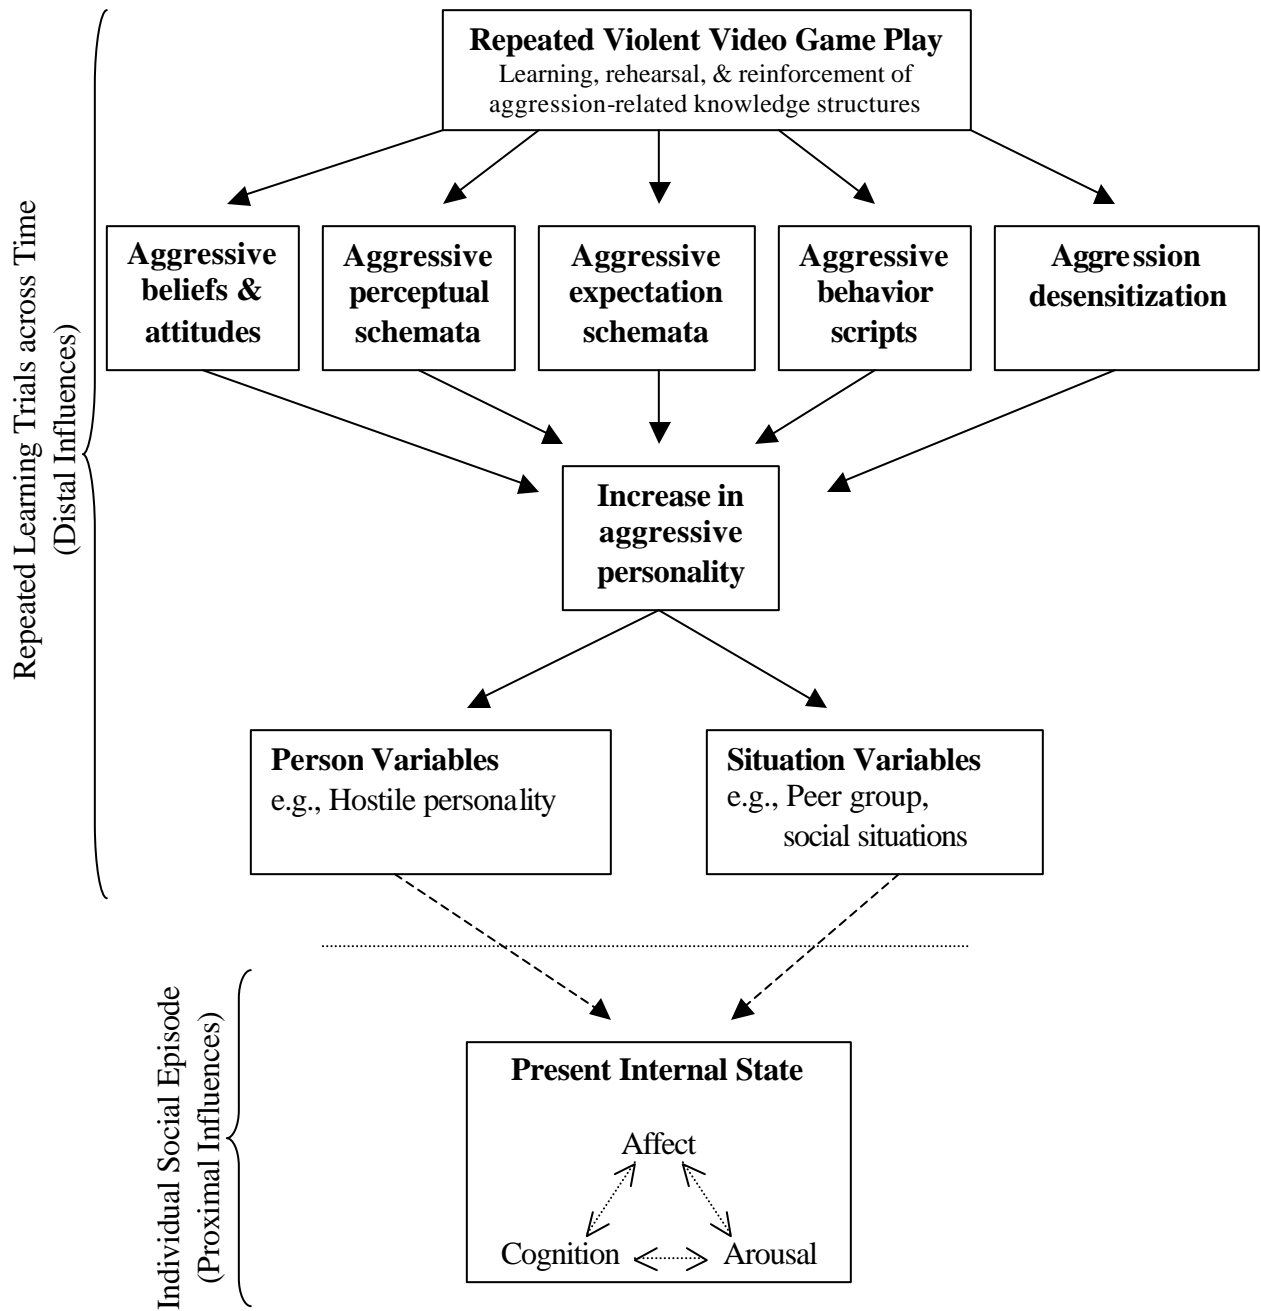 Repeated Violent Video Game Play
Learning, rehearsal, & reinforcement of
aggression-related knowledge structures
Repeated Learning Trials across Time
(Distal Influences)
Aggressive
beliefs &
attitudes
Aggressive
perceptual
schemata
Aggressive
expectation
schemata
Aggressive
behavior
scripts
Aggression
desensitization
Increase in
aggressive
personality
Person Variables
e.g., Hostile personality
Situation Variables
e.g., Peer group,
social situations
Individual Social Episode
(Proximal Influences)
Present Internal State
Affect
Cognition
Arousal